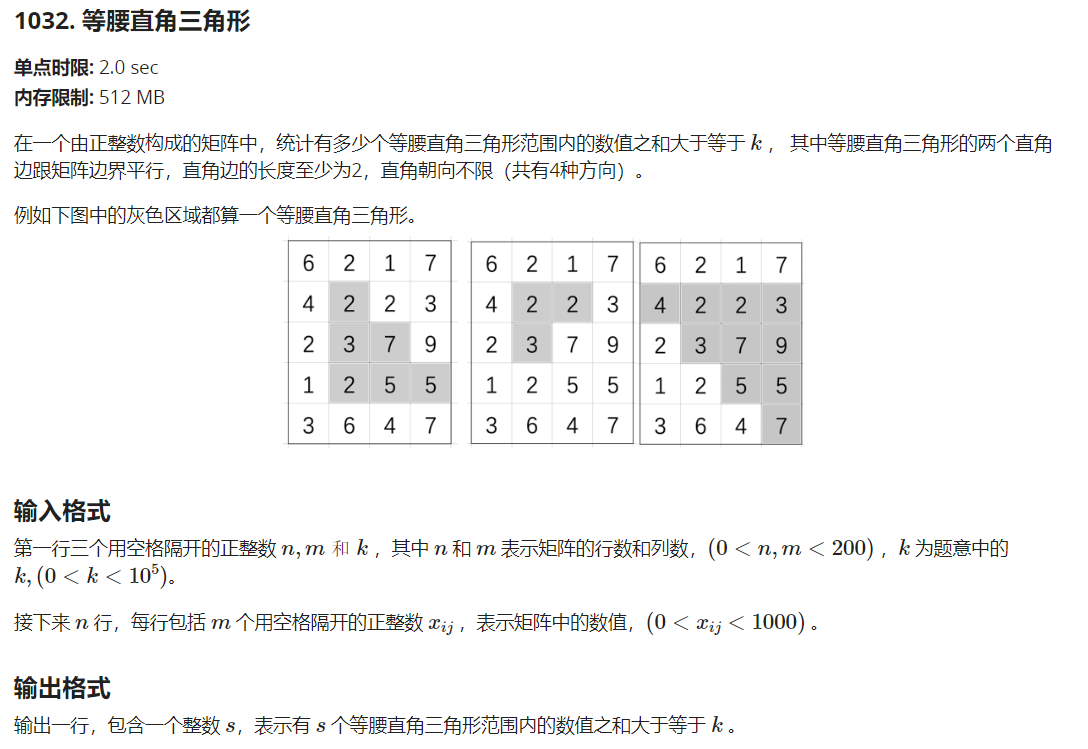 1032. 等腰直角三角形
单点时限: 2.0 sec
内存限制: 512 MB
在一个由正整数构成的矩阵中，统计有多少个等腰直角三角形范围内的数值之和大于等于 k ， 其中等腰直角三角形的两个直角
边跟矩阵边界平行，直角边的长度至少为2，直角朝向不限（共有4种方向）。
例如下图中的灰色区域都算一个等腰直角三角形。
6 2 1 7 6 2 1 7 6 2 1 7
4 2 2 3 4 2 2 3 4 2 2 3
2 3 7 9 2 3 7 9 2 3 7 9
1 2 5 5 1 2 5 5 1 2 5 5
3 6 4 7 3 6 4 7 3 6 4 7
输入格式
第一行三个用空格隔开的正整数 n, m 和 k ，其中 n 和 m 表示矩阵的行数和列数，(0 < n, m < 200) ，k 为题意中的
k, (0 < k < 10^5)。
接下来 n 行，每行包括 m 个用空格隔开的正整数 x_{ij} ，表示矩阵中的数值，(0 < x_{ij} < 1000) 。
输出格式
输出一行，包含一个整数 s，表示有 s 个等腰直角三角形范围内的数值之和大于等于 k 。